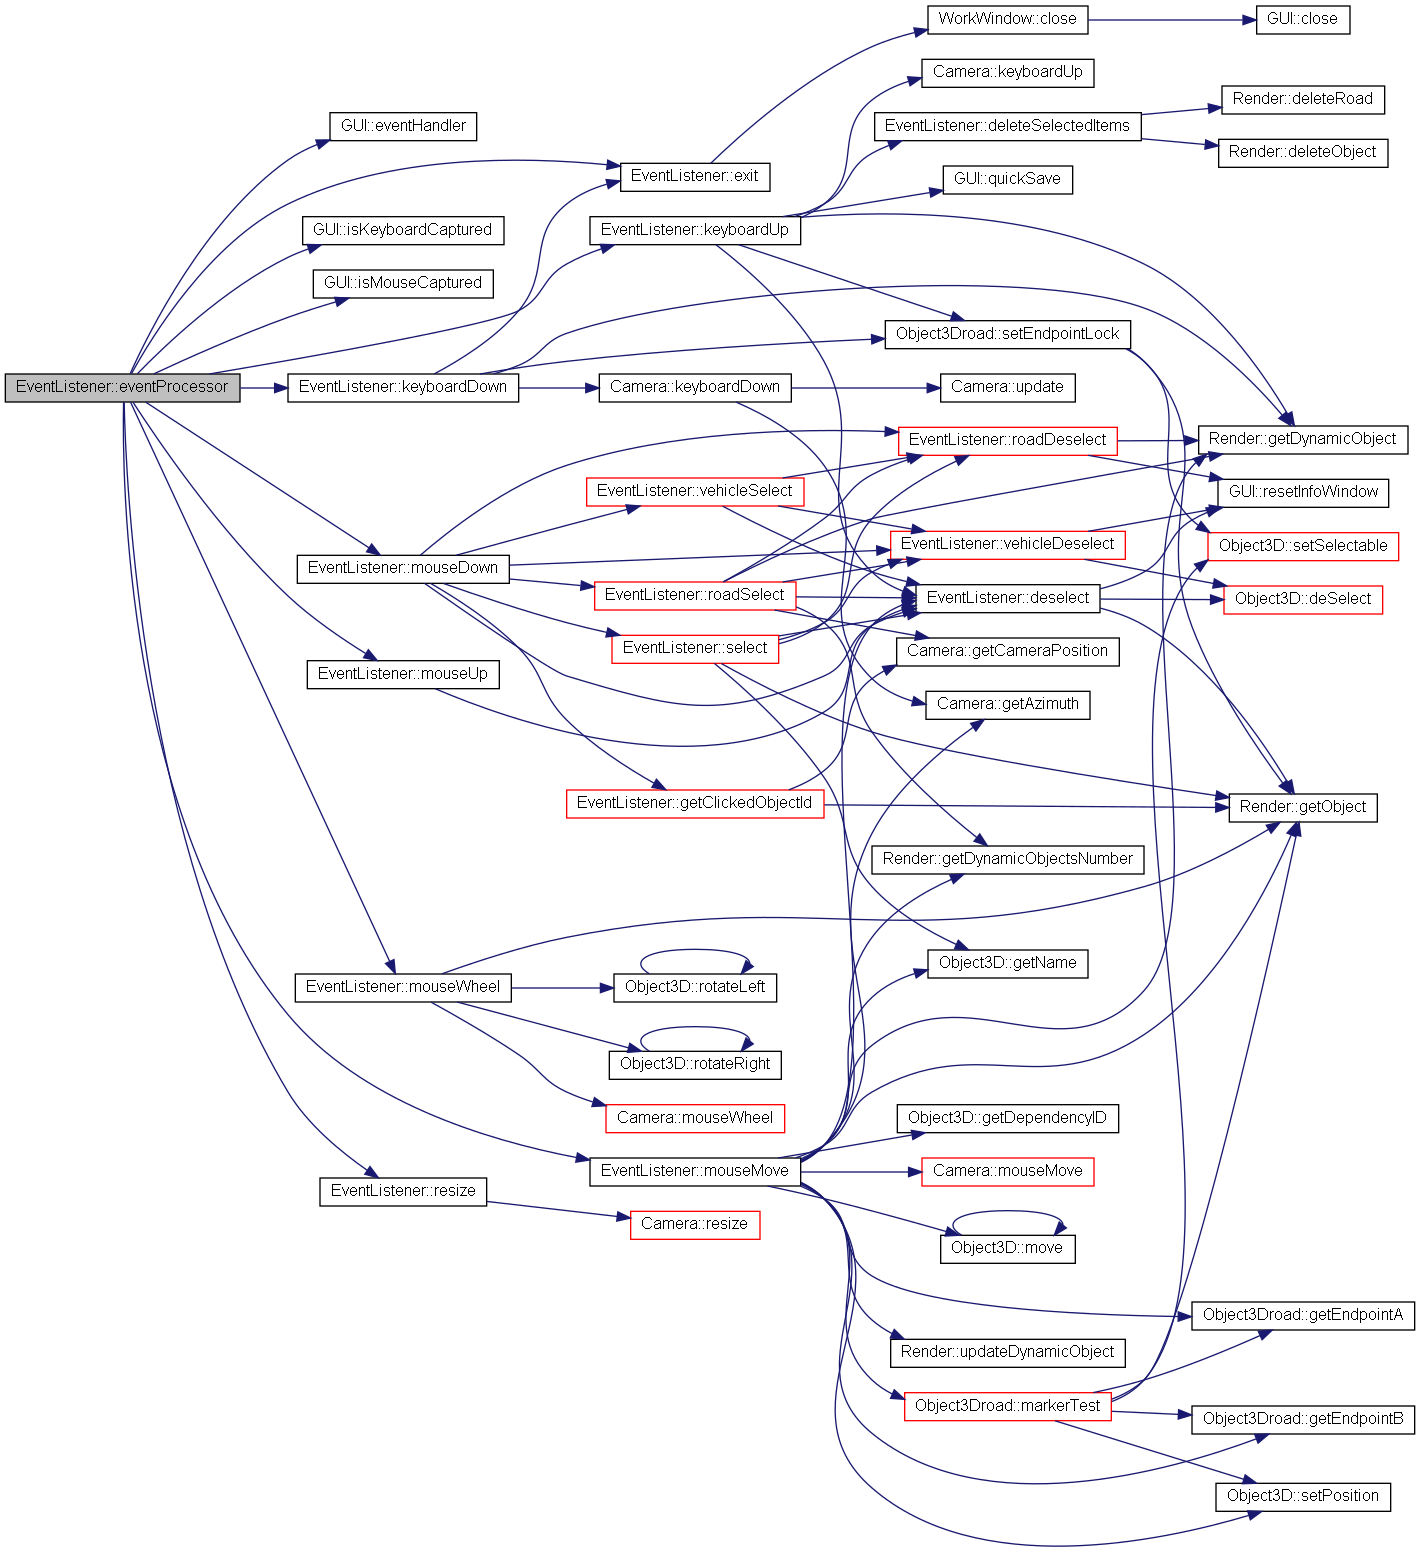 WorkWindow::close
GUI::close
Camera::keyboardUp
Render::deleteRoad
GUI::eventHandler
EventListener::deleteSelectedItems
Render::deleteObject
EventListener::exit
GUI::quickSave
GUI::isKeyboardCaptured
EventListener::keyboardUp
GUI::isMouseCaptured
Object3Droad::setEndpointLock
EventListener::eventProcessor
EventListener::keyboardDown
Camera::keyboardDown
Camera::update
EventListener::roadDeselect
Render::getDynamicObject
EventListener::vehicleSelect
GUI::resetInfoWindow
EventListener::vehicleDeselect
Object3D::setSelectable
EventListener::mouseDown
EventListener::roadSelect
EventListener::deselect
Object3D::deSelect
EventListener::select
Camera::getCameraPosition
EventListener::mouseUp
Camera::getAzimuth
EventListener::getClickedObjectId
Render::getObject
Render::getDynamicObjectsNumber
Object3D::getName
EventListener::mouseWheel
Object3D::rotateLeft
Object3D::rotateRight
Camera::mouseWheel
Object3D::getDependencyID
EventListener::mouseMove
Camera::mouseMove
EventListener::resize
Camera::resize
Object3D::move
Object3Droad::getEndpointA
Render::updateDynamicObject
Object3Droad::markerTest
Object3Droad::getEndpointB
Object3D::setPosition